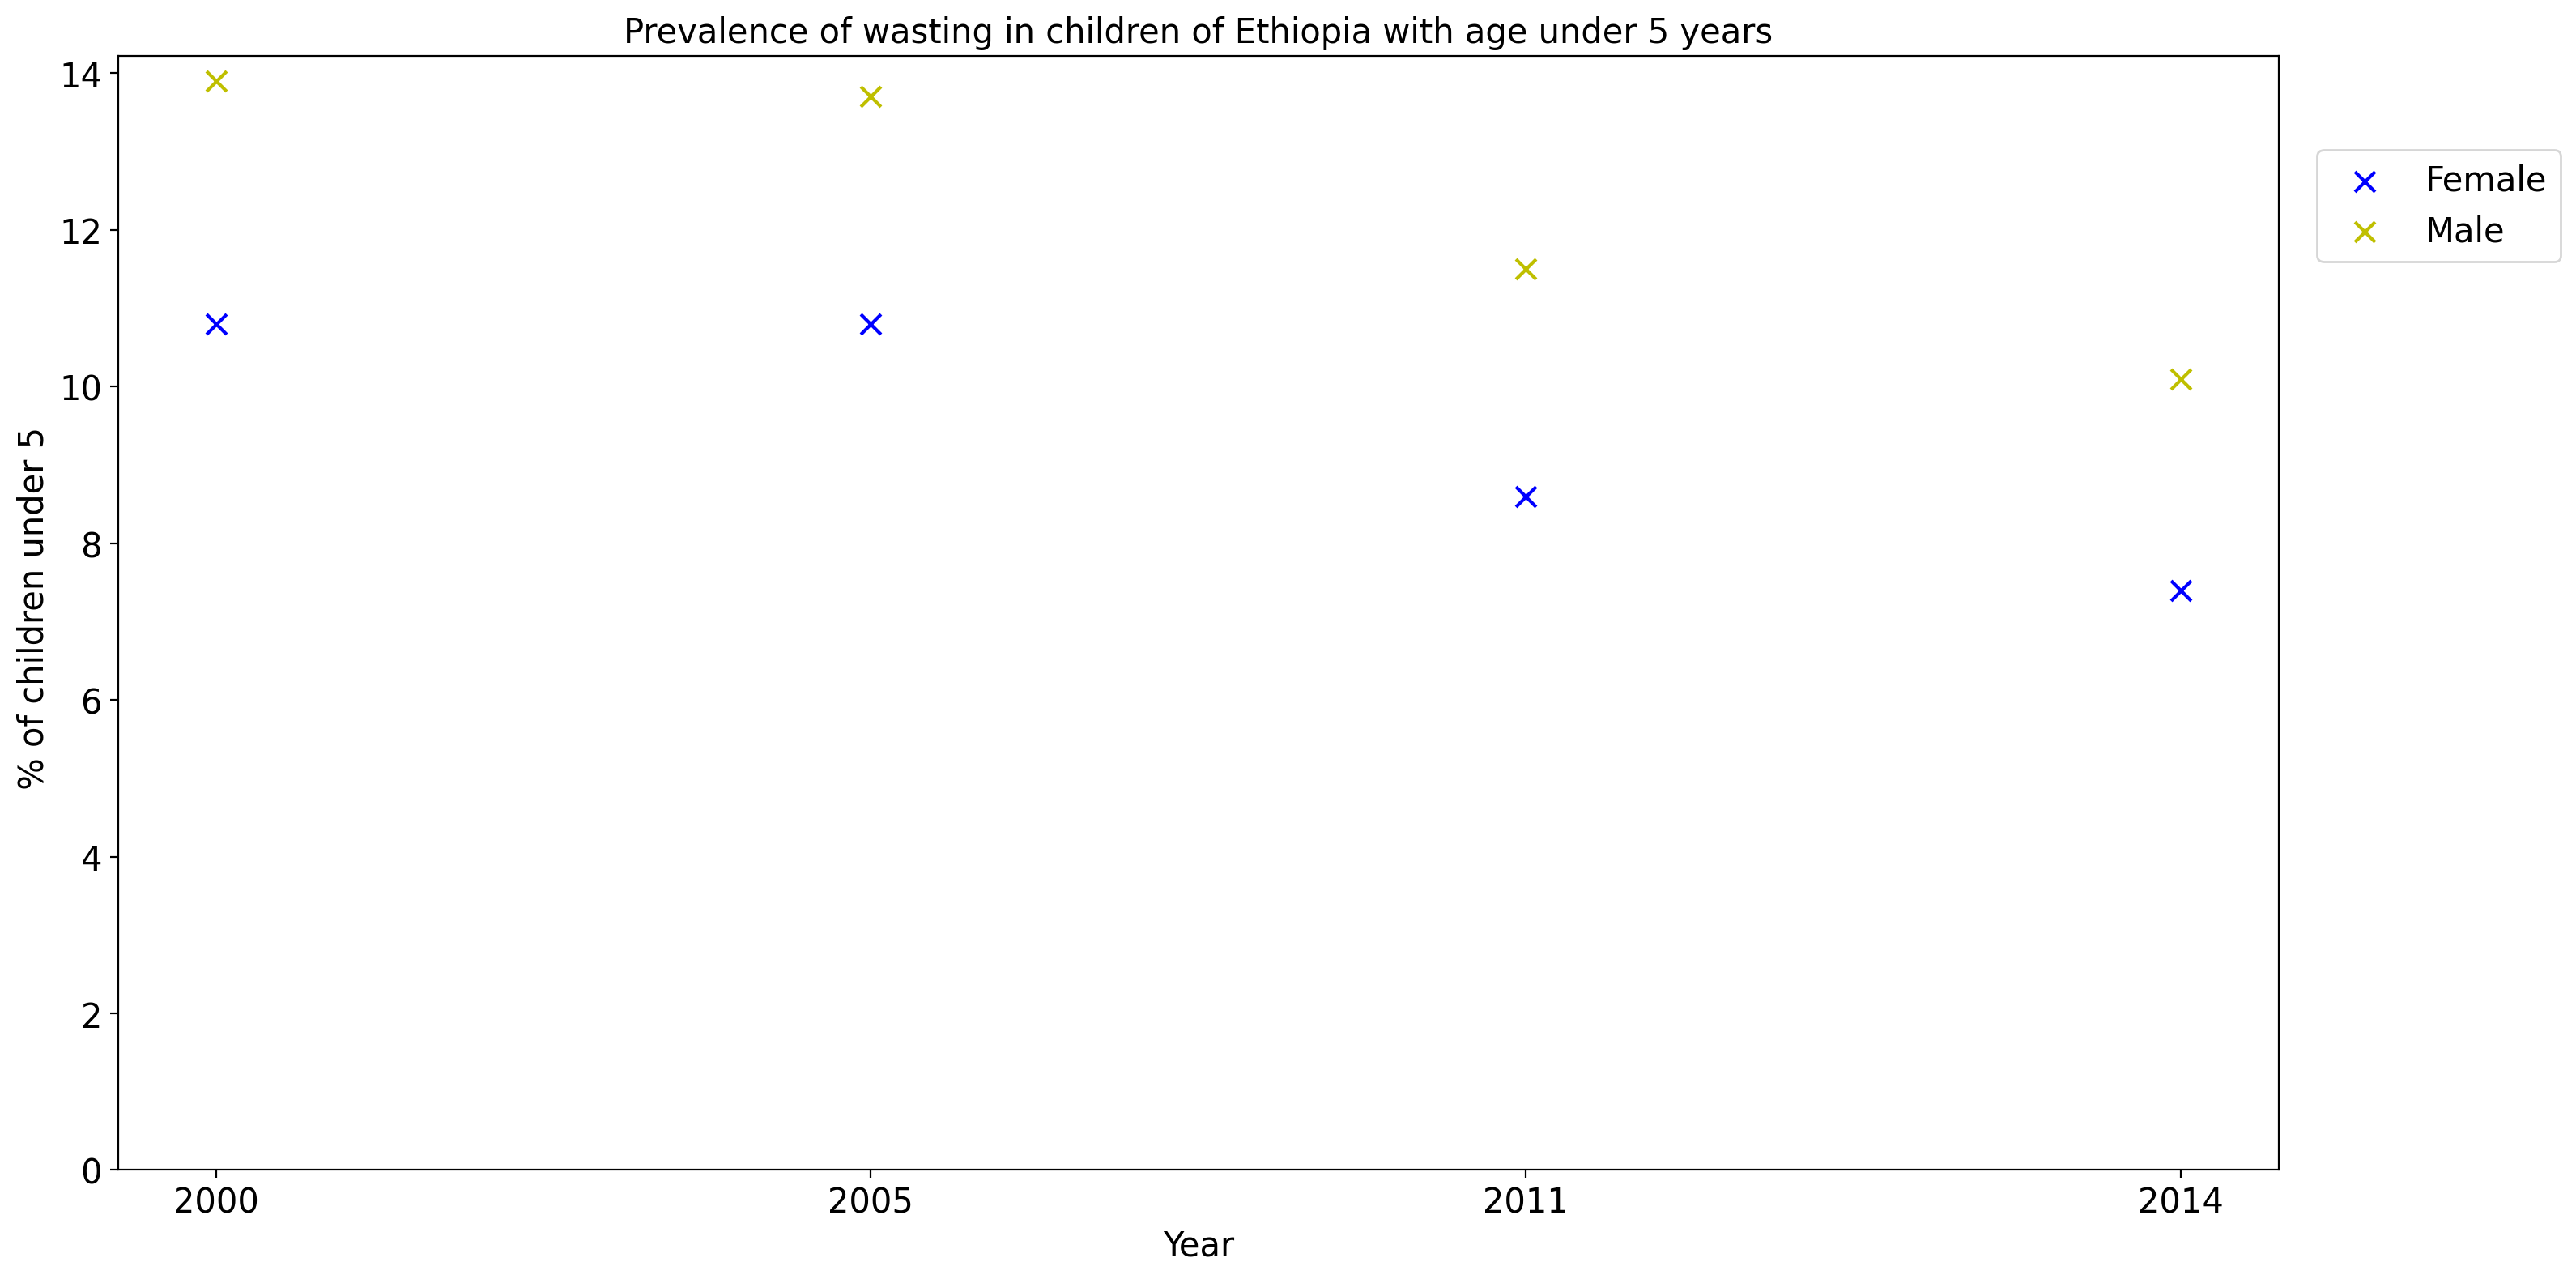 Prevalence of wasting in children of Ethiopia with age under 5 years
14
12
10
8
6
4
2
0
% of children under 5
2000 2005 2011 2014
Year
Female
Male